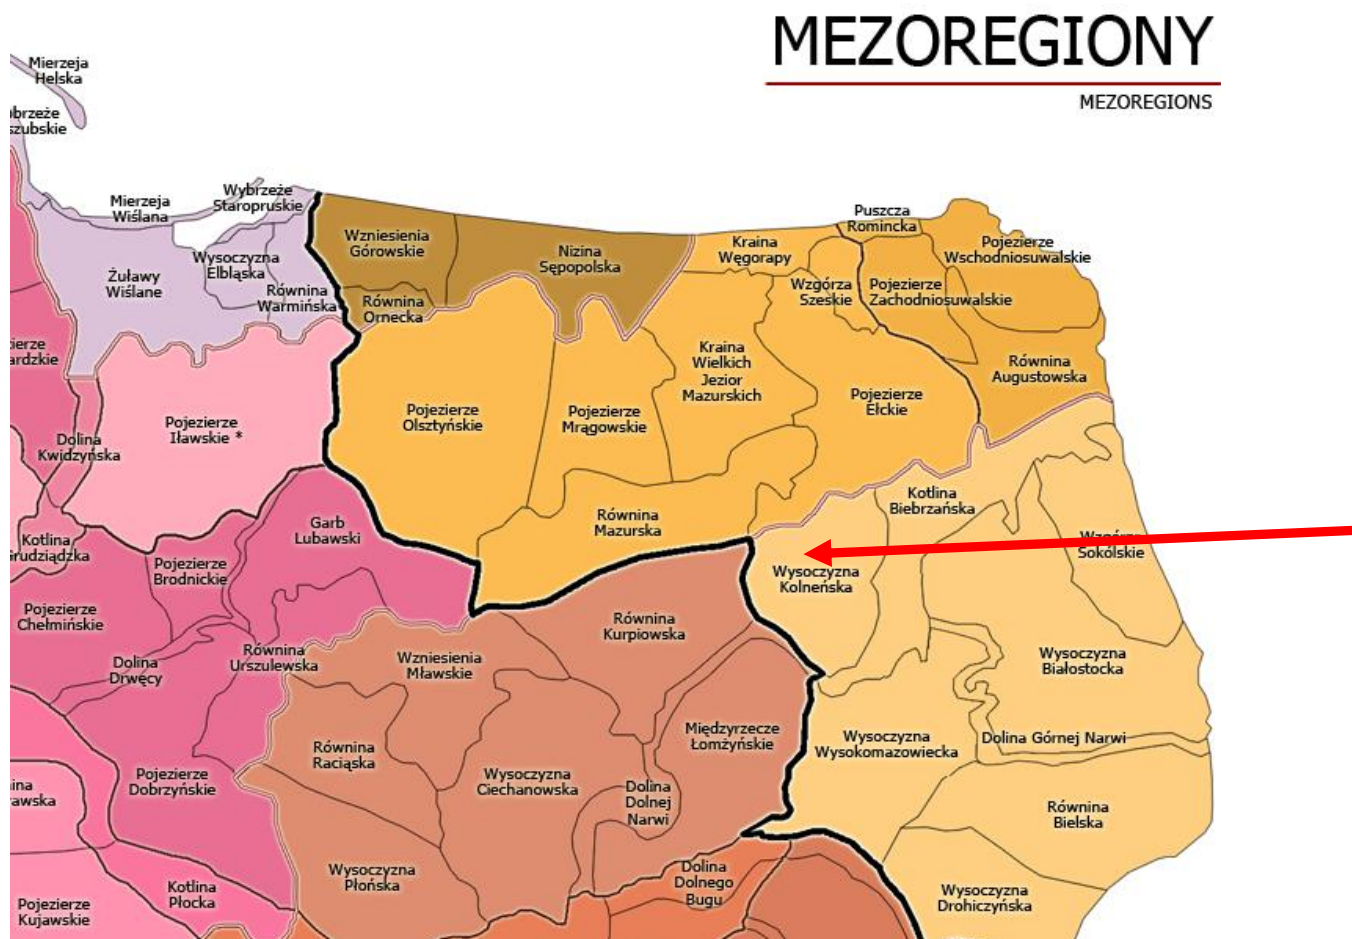 MEZOREGIONY
MEZOREGIONS
Mierzeja
Helska
Mierzeja
Wiślana
Wybrzeże
Staropruskie
Wysoczyzna
Elbląska
Żuławy
Wiślane
Równina
Warmińska
Wzniesienia
Górowskie
Równina
Ornecka
Nizina
Sępopolska
Kraina
Węgorapy
Puszcza
Romincka
Pojezierze
Wschodniosuwalskie
Wzgórza
Szeskie
Pojezierze
Zachodniosuwalskie
Równina
Augustowska
Kraina
Wielkich
Jezior
Mazurskich
Pojezierze
Ełckie
Pojezierze
Olsztyńskie
Pojezierze
Mrągowskie
Pojezierze
Iławskie *
Dolina
Kwidzyńska
Kotlina
Biebrzańska
Równina
Mazurska
Garb
Lubawski
Kotlina
Pojezierze
Brodnickie
Wysoczyzna
Kolneńska
Sokólskie
Pojezierze
Chełmińskie
Dolina
Drwęcy
Równina
Urszulewska
Wzniesienia
Mławskie
Równina
Kurpiowska
Wysoczyzna
Białostocka
Międzyrzecze
Łomżyńskie
Wysoczyzna
Wysokomazowiecka
Dolina Górnej Narwi
Równina
Raciąska
Pojezierze
Dobrzyńskie
Wysoczyzna
Ciechanowska
Dolina
Dolnej
Narwi
Równina
Bielska
Wysoczyzna
Płońska
Dolina
Dolnego
Bugu
Kotlina
Płocka
Pojezierze
Kujawskie
Wysoczyzna
Drohiczyńska